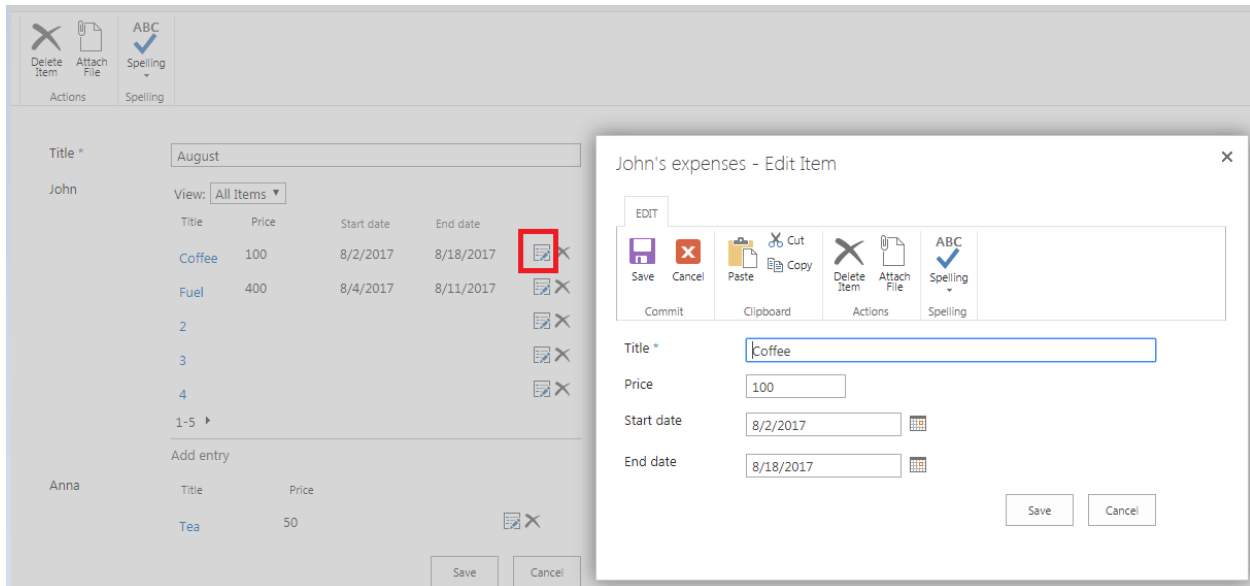 Delete Item
Attach File
ABC
Spelling
Actions
Spelling
Title *
August
John
View: All Items
Title Price Start date End date
Coffee 100 8/2/2017 8/18/2017
Fuel 400 8/4/2017 8/11/2017
2
3
4
1-5
Add entry
Anna
Title Price
Tea 50
Save Cancel
John's expenses - Edit Item
EDIT
Save
Cancel
Paste
Cut
Copy
Delete Item
Attach File
ABC
Spelling
Commit
Clipboard
Actions
Spelling
Title * Coffee
Price 100
Start date 8/2/2017
End date 8/18/2017
Save Cancel